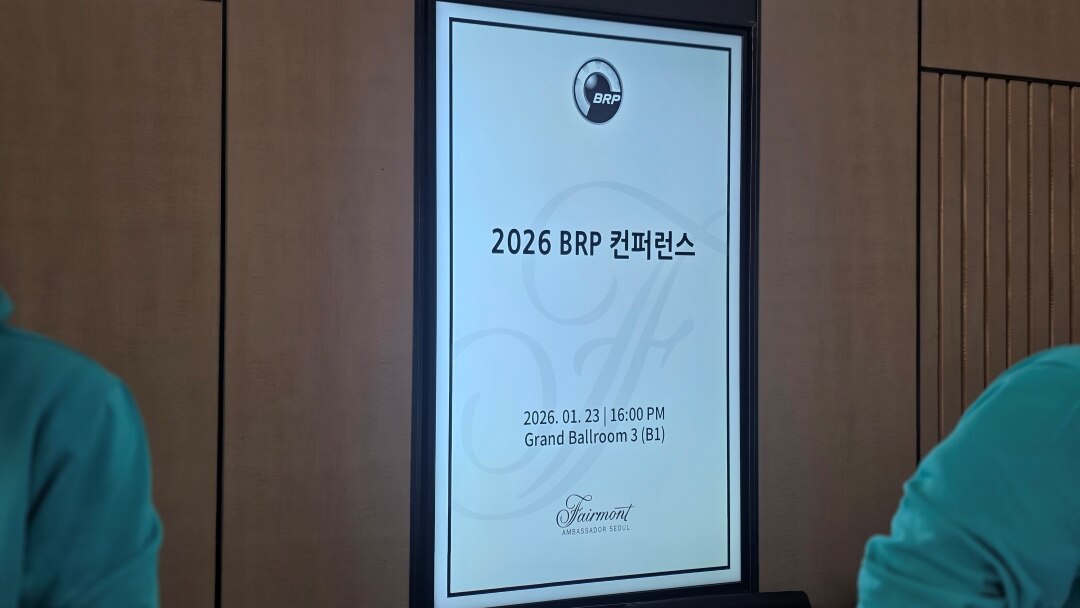 BRP
2026 BRP 컨퍼런스
2026. 01. 23 | 16:00 PM
Grand Ballroom 3 (B1)
Fairmont
AMBASSADOR SEOUL